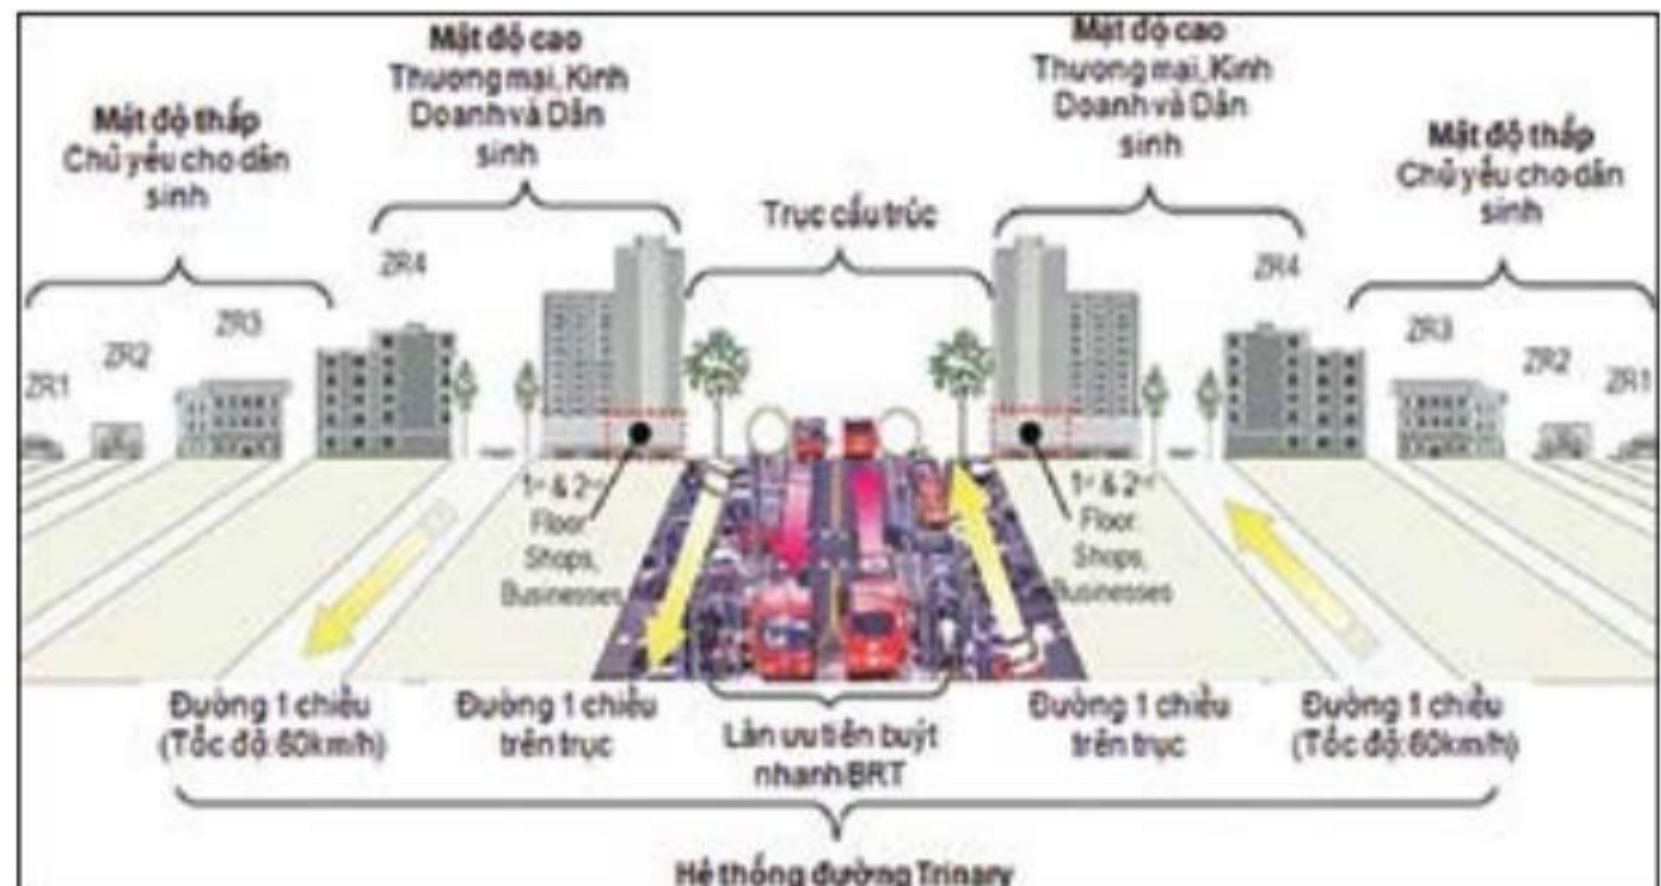 Mật độ cao
Thương mại, Kinh
Doanh và Dân
sinh
Mật độ cao
Thương mại, Kinh
Doanh và Dân
sinh
Mật độ thấp
Chủ yếu cho dân
sinh
Mật độ thấp
Chủ yếu cho dân
sinh
Trục cấu trúc
ZR4
ZR4
ZR3
ZR3
ZR2
ZR2
ZR1
ZR1
1st & 2nd
Floor
Shops,
Businesses
1st & 2nd
Floor.
Shops,
Businesses
Đường 1 chiều
(Tốc độ: 60km/h)
Đường 1 chiều
trên trục
Làn ưu tiên buýt
nhanh BRT
Đường 1 chiều
trên trục
Đường 1 chiều
(Tốc độ: 60km/h)
Hệ thống đường Trinary